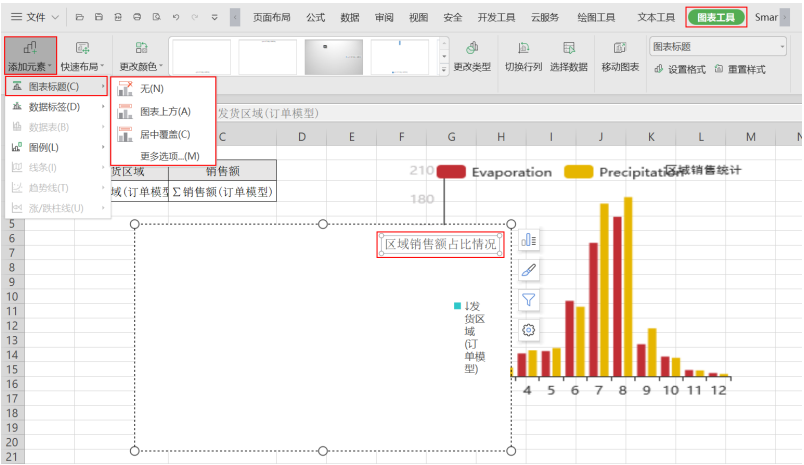 文件
页面布局 公式 数据 审阅 视图 安全 开发工具 云服务 绘图工具 文本工具 图表工具 Smar
添加元素 快速布局 更改颜色 更改类型 切换行列 选择数据 移动图表 图表标题
设置格式 重置样式
图表标题(C)
数据标签(D)
数据表(B)
图例(L)
线条(I)
趋势线(T)
涨/跌柱线(U)
无(N)
图表上方(A)
居中覆盖(C)
更多选项...(M)
发货区域(订单模型)
C D E F G H I J K L M N
货区域 销售额
域(订单模型 Σ销售额(订单模型)
210 Evaporation Precipitation 区域销售统计
180
区域销售额占比情况
↓发
货区
域
(订
单模
型)
4 5 6 7 8 9 10 11 12
5
6
7
8
9
10
11
12
13
14
15
16
17
18
19
20
21